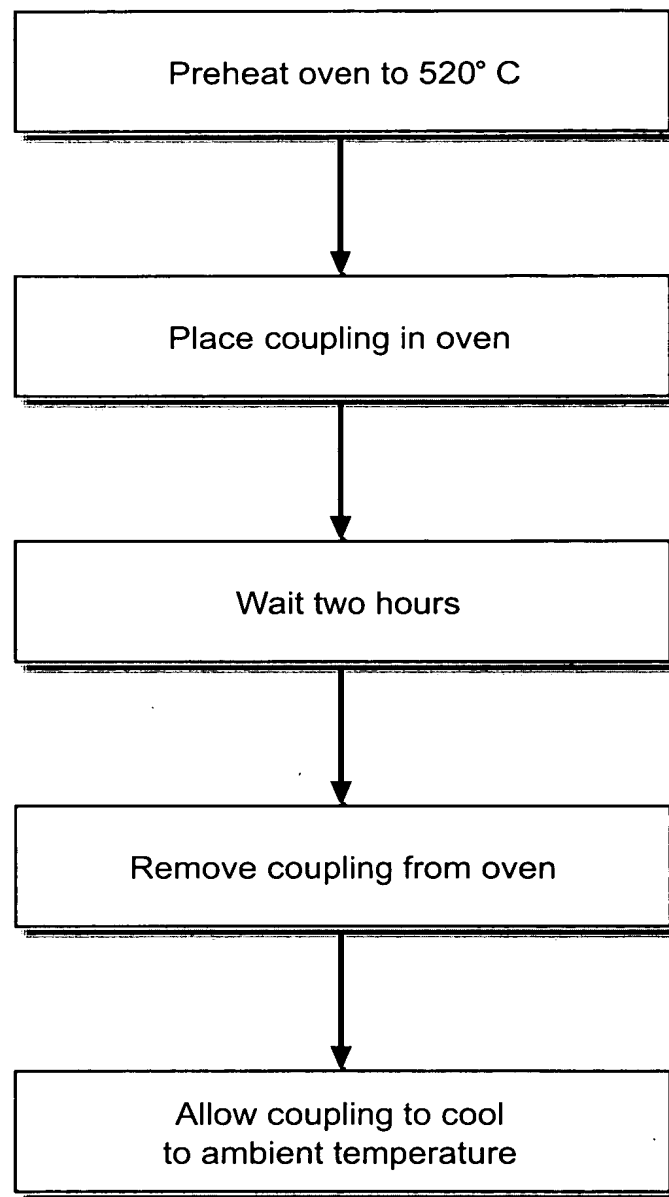 Preheat oven to 520° C
Place coupling in oven
Wait two hours
Remove coupling from oven
Allow coupling to cool
to ambient temperature